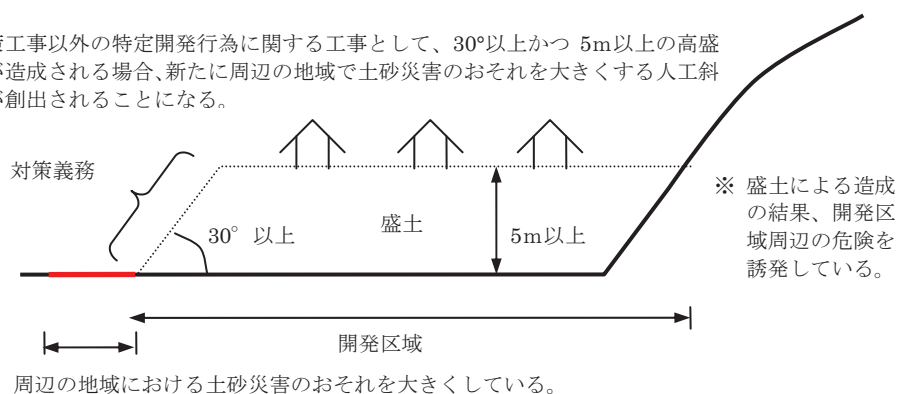 工事以外の特定開発行為に関する工事として、30°以上かつ 5m以上の高盛
造成される場合、新たに周辺の地域で土砂災害のおそれを大きくする人工斜
創出されることになる。
対策義務
※ 盛土による造成
の結果、開発区
域周辺の危険を
誘発している。
盛土
30° 以上
5m以上
開発区域
周辺の地域における土砂災害のおそれを大きくしている。